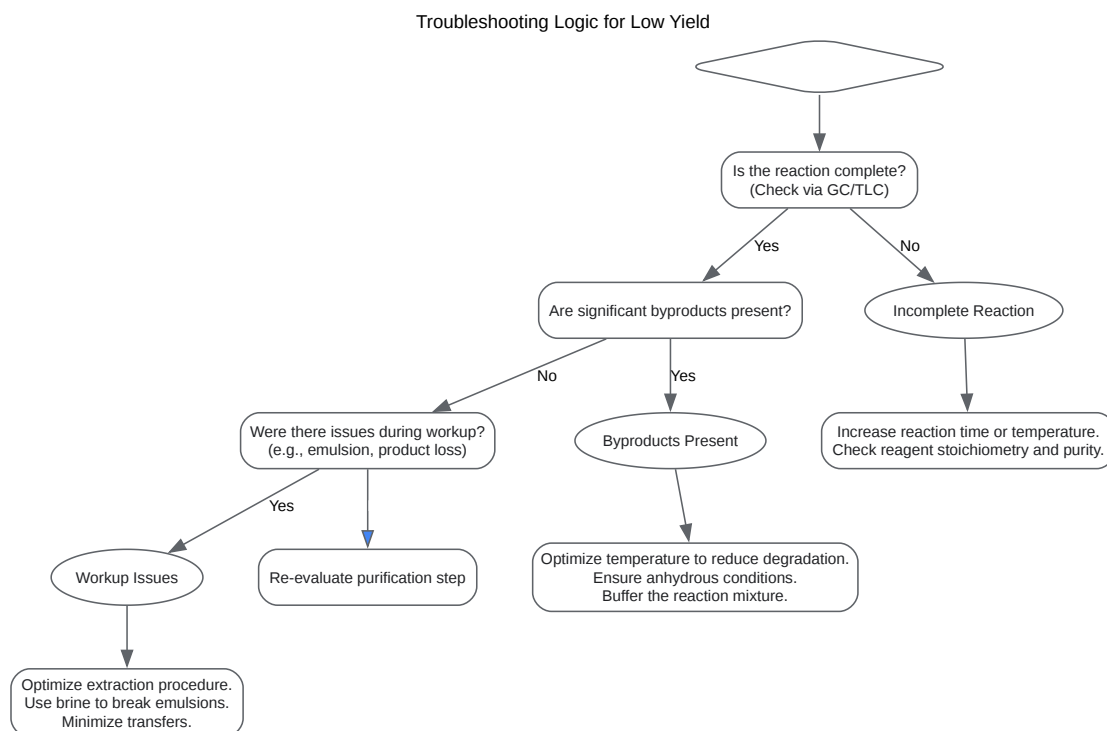 Troubleshooting Logic for Low Yield
Is the reaction complete?
(Check via GC/TLC)
Yes
No
Are significant byproducts present?
Incomplete Reaction
No
Yes
Were there issues during workup?
(e.g., emulsion, product loss)
Byproducts Present
Increase reaction time or temperature.
Check reagent stoichiometry and purity.
Yes
Workup Issues
Re-evaluate purification step
Optimize temperature to reduce degradation.
Ensure anhydrous conditions.
Buffer the reaction mixture.
Optimize extraction procedure.
Use brine to break emulsions.
Minimize transfers.